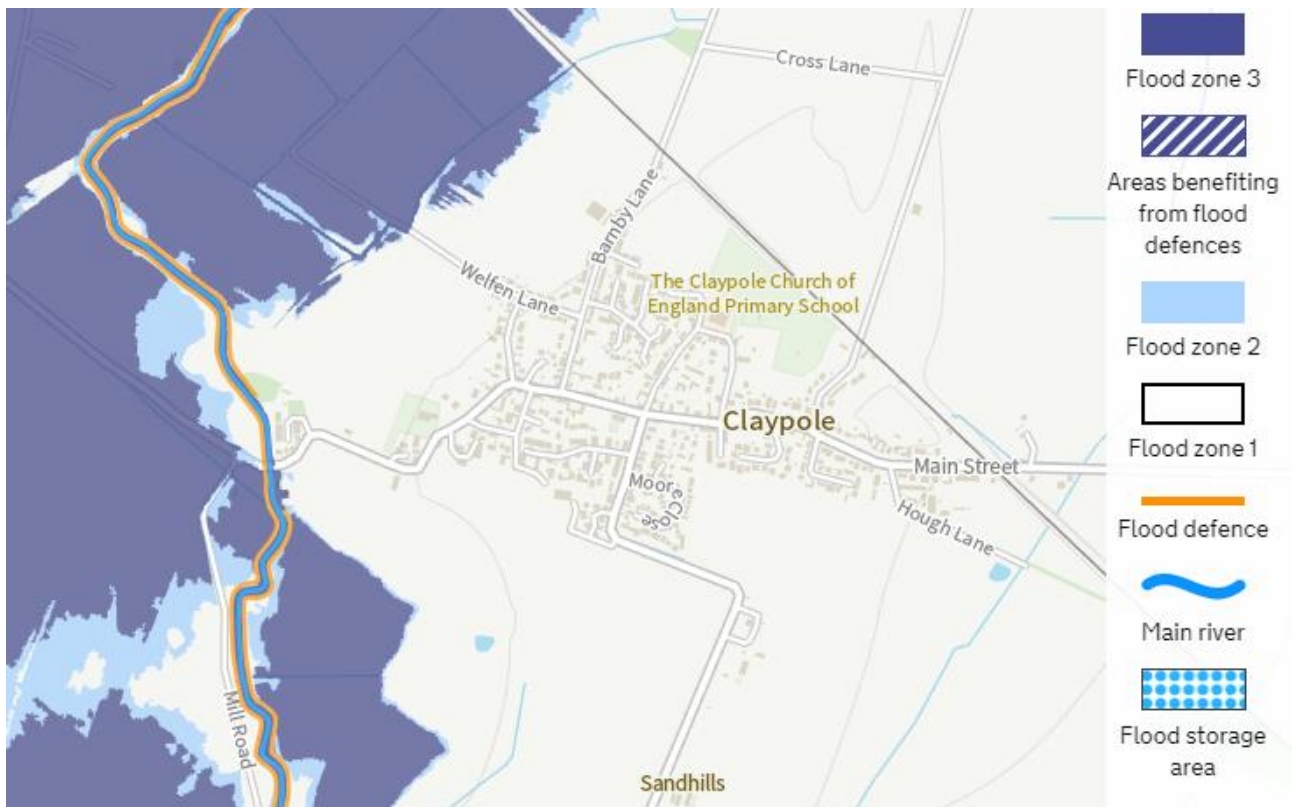 Cross Lane
Barnby Lane
Welfen Lane
The Claypole Church of
England Primary School
Claypole
Main Street
Moore Close
Hough Lane
Mill Road
Sandhills
Flood zone 3
Areas benefiting
from flood
defences
Flood zone 2
Flood zone 1
Flood defence
Main river
Flood storage
area